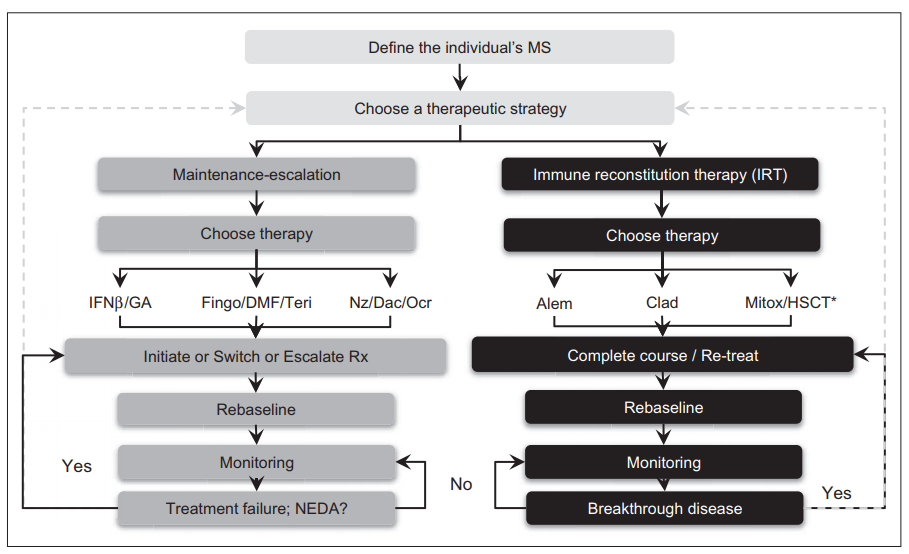 Define the individual's MS
Choose a therapeutic strategy
Maintenance-escalation
Immune reconstitution therapy (IRT)
Choose therapy
Choose therapy
IFNβ/GA
Fingo/DMF/Teri
Nz/Dac/Ocr
Alem
Clad
Mitox/HSCT*
Initiate or Switch or Escalate Rx
Complete course / Re-treat
Rebaseline
Rebaseline
Yes
Monitoring
No
Monitoring
Treatment failure; NEDA?
Breakthrough disease
Yes